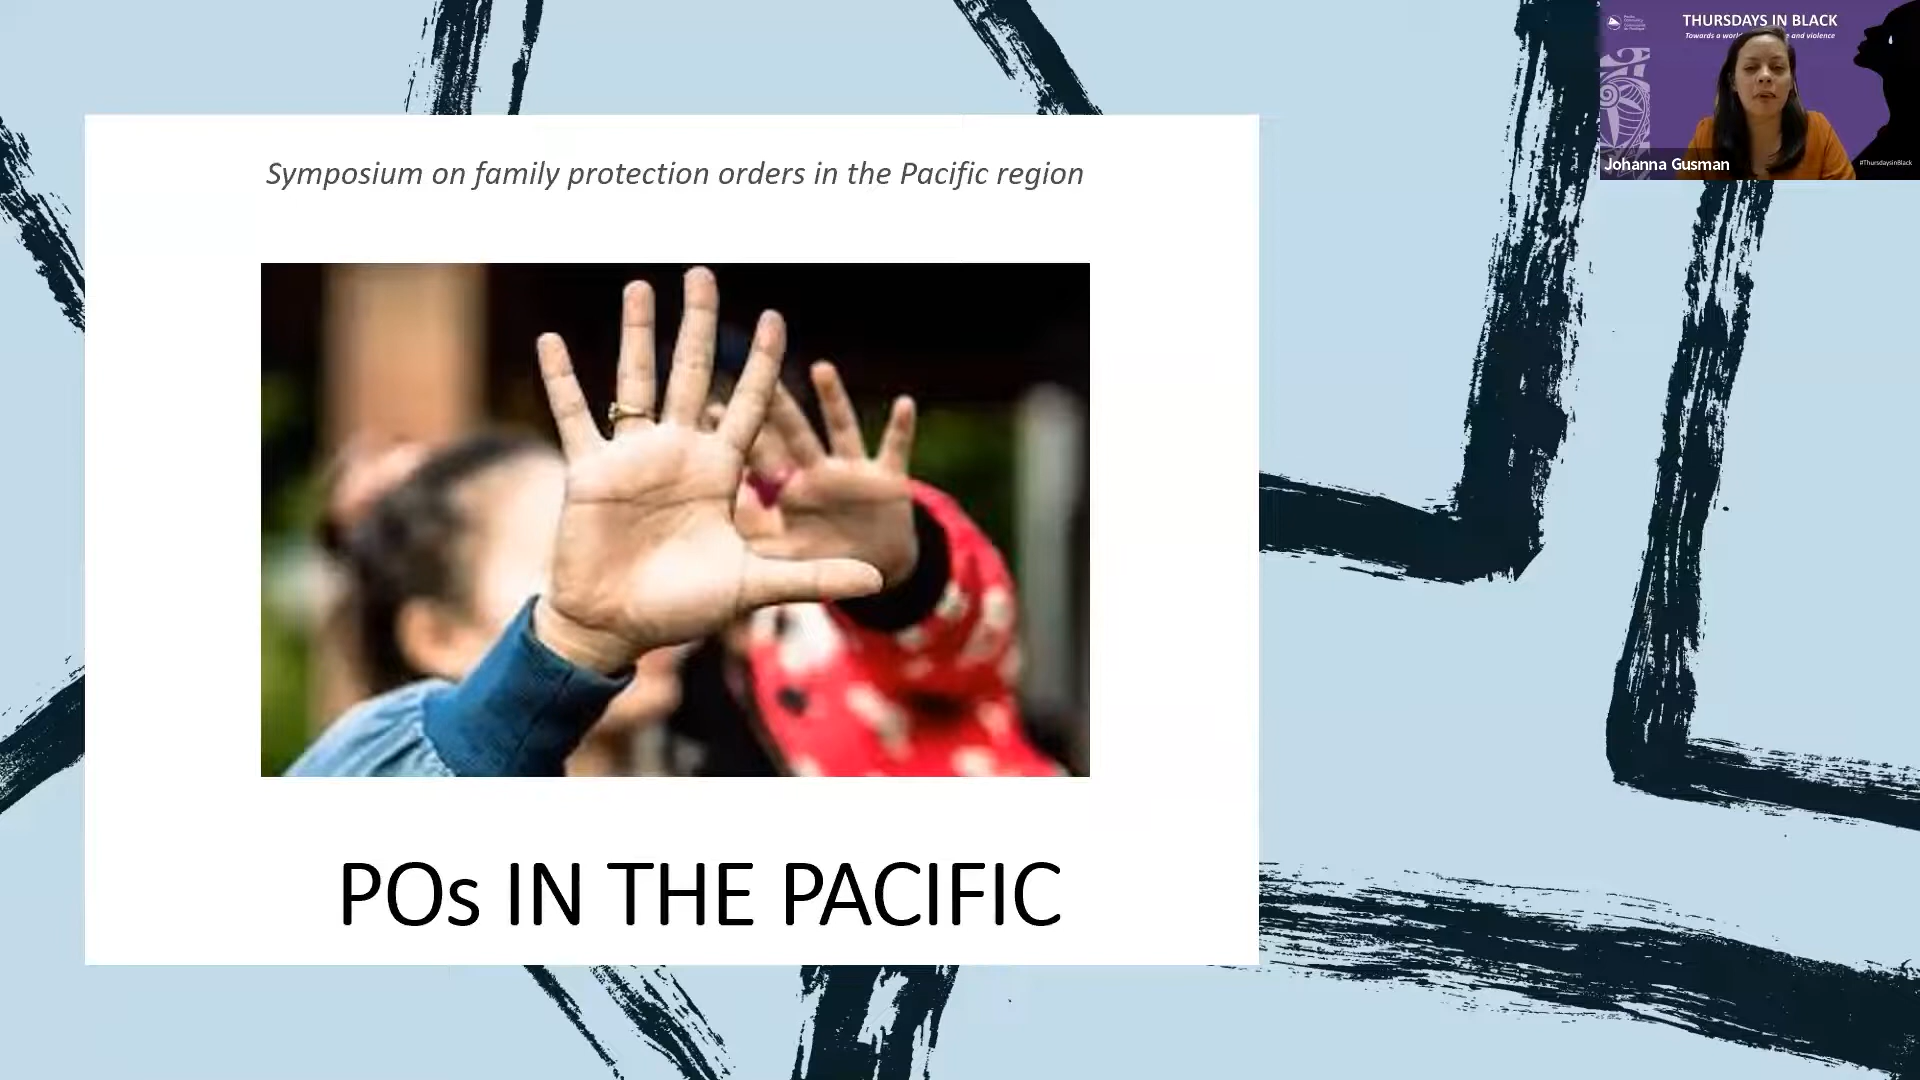 Symposium on family protection orders in the Pacific region
POs IN THE PACIFIC
THURSDAYS IN BLACK
Towards a world and violence
Johanna Gusman
#ThursdaysinBlack